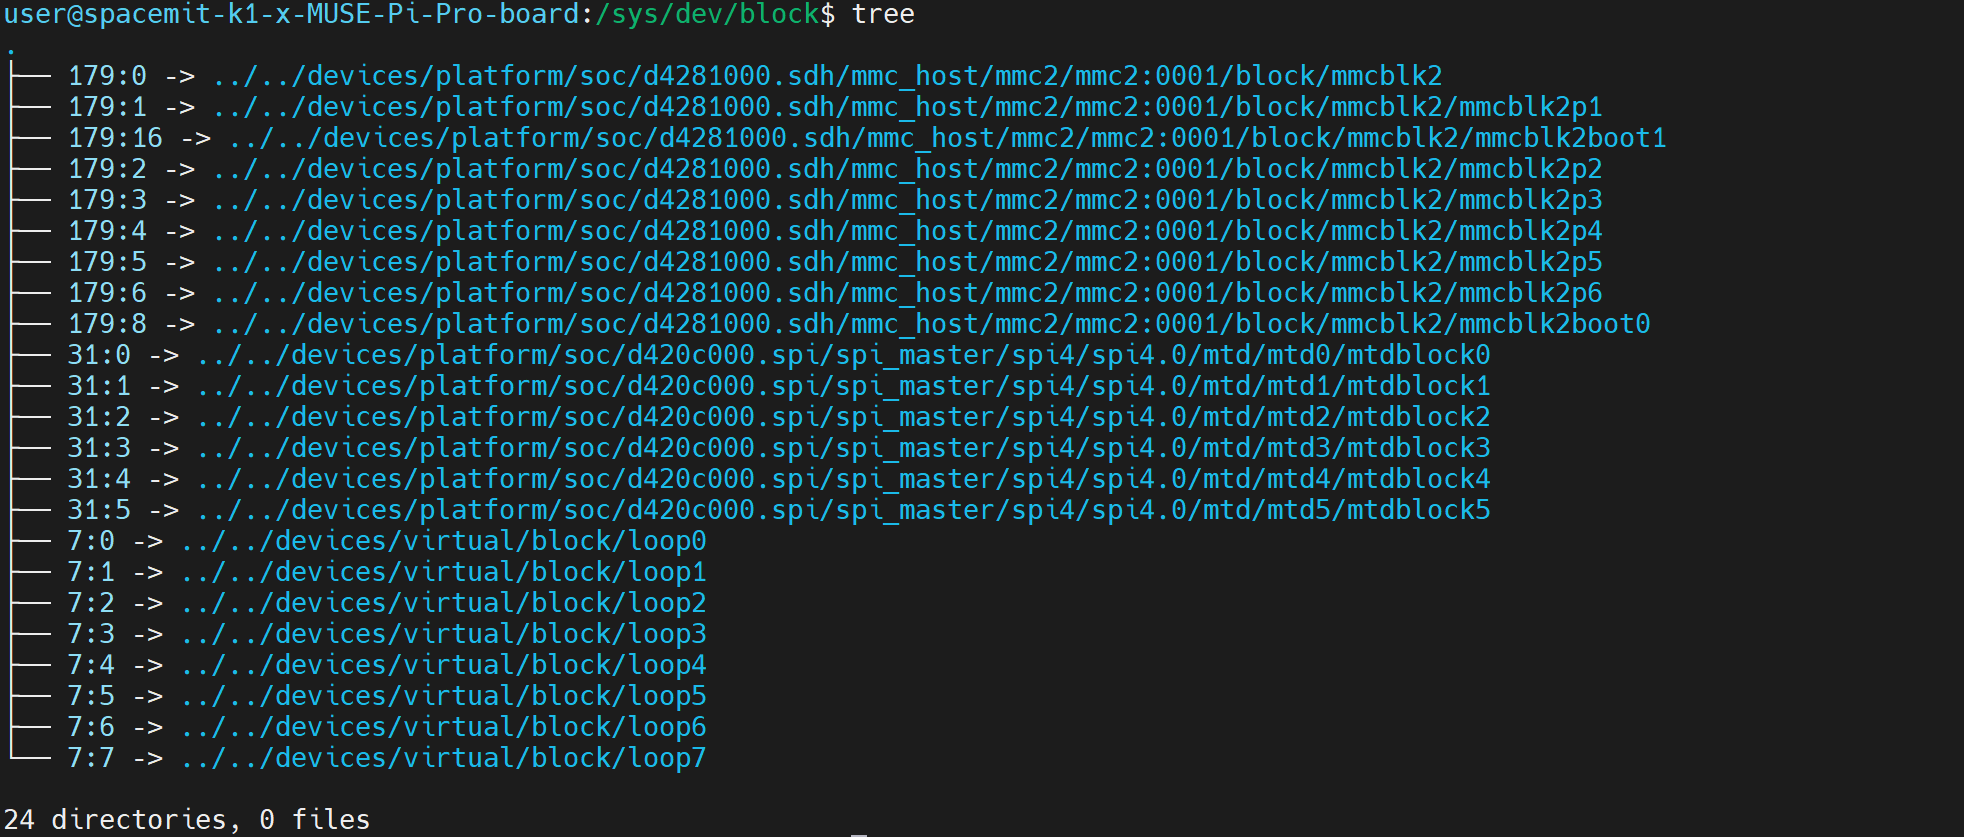 user@spacemit-k1-x-MUSE-Pi-Pro-board:/sys/dev/block$ tree
.
├── 179:0 -> ../../devices/platform/soc/d4281000.sdh/mmc_host/mmc2/mmc2:0001/block/mmcblk2
├── 179:1 -> ../../devices/platform/soc/d4281000.sdh/mmc_host/mmc2/mmc2:0001/block/mmcblk2/mmcblk2p1
├── 179:16 -> ../../devices/platform/soc/d4281000.sdh/mmc_host/mmc2/mmc2:0001/block/mmcblk2/mmcblk2boot1
├── 179:2 -> ../../devices/platform/soc/d4281000.sdh/mmc_host/mmc2/mmc2:0001/block/mmcblk2/mmcblk2p2
├── 179:3 -> ../../devices/platform/soc/d4281000.sdh/mmc_host/mmc2/mmc2:0001/block/mmcblk2/mmcblk2p3
├── 179:4 -> ../../devices/platform/soc/d4281000.sdh/mmc_host/mmc2/mmc2:0001/block/mmcblk2/mmcblk2p4
├── 179:5 -> ../../devices/platform/soc/d4281000.sdh/mmc_host/mmc2/mmc2:0001/block/mmcblk2/mmcblk2p5
├── 179:6 -> ../../devices/platform/soc/d4281000.sdh/mmc_host/mmc2/mmc2:0001/block/mmcblk2/mmcblk2p6
├── 179:8 -> ../../devices/platform/soc/d4281000.sdh/mmc_host/mmc2/mmc2:0001/block/mmcblk2/mmcblk2boot0
├── 31:0 -> ../../devices/platform/soc/d420c000.spi/spi_master/spi4/spi4.0/mtd/mtd0/mtdblock0
├── 31:1 -> ../../devices/platform/soc/d420c000.spi/spi_master/spi4/spi4.0/mtd/mtd1/mtdblock1
├── 31:2 -> ../../devices/platform/soc/d420c000.spi/spi_master/spi4/spi4.0/mtd/mtd2/mtdblock2
├── 31:3 -> ../../devices/platform/soc/d420c000.spi/spi_master/spi4/spi4.0/mtd/mtd3/mtdblock3
├── 31:4 -> ../../devices/platform/soc/d420c000.spi/spi_master/spi4/spi4.0/mtd/mtd4/mtdblock4
├── 31:5 -> ../../devices/platform/soc/d420c000.spi/spi_master/spi4/spi4.0/mtd/mtd5/mtdblock5
├── 7:0 -> ../../devices/virtual/block/loop0
├── 7:1 -> ../../devices/virtual/block/loop1
├── 7:2 -> ../../devices/virtual/block/loop2
├── 7:3 -> ../../devices/virtual/block/loop3
├── 7:4 -> ../../devices/virtual/block/loop4
├── 7:5 -> ../../devices/virtual/block/loop5
├── 7:6 -> ../../devices/virtual/block/loop6
└── 7:7 -> ../../devices/virtual/block/loop7

24 directories, 0 files